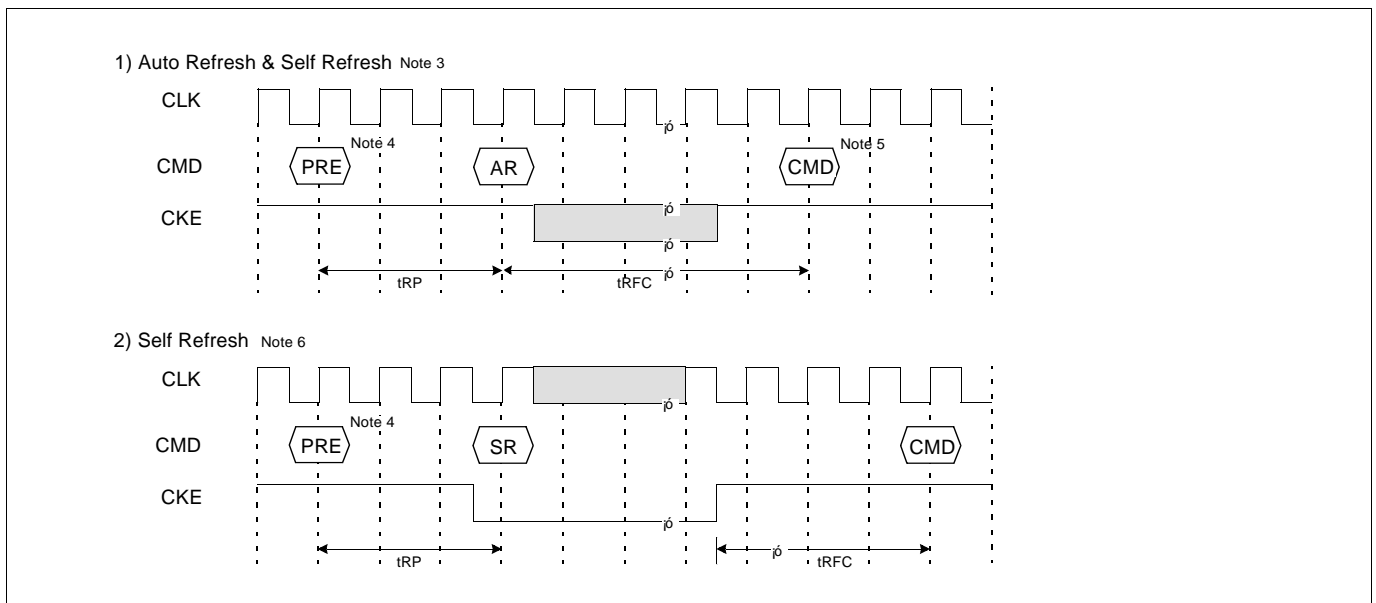 1) Auto Refresh & Self Refresh Note 3
CLK
¡ó
CMD
PRE
Note 4
AR
CMD
Note 5
CKE
¡ó
¡ó
¡ó
tRP
tRFC
2) Self Refresh Note 6
CLK
¡ó
CMD
PRE
Note 4
SR
CMD
CKE
¡ó
¡ó
tRP
tRFC